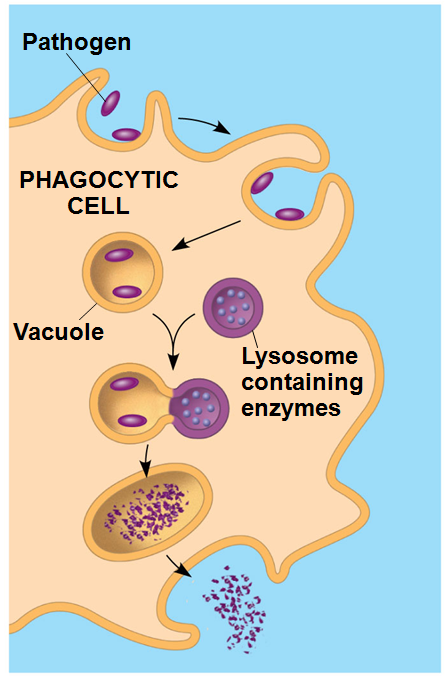 Pathogen
PHAGOCYTIC
CELL
Vacuole
Lysosome
containing
enzymes